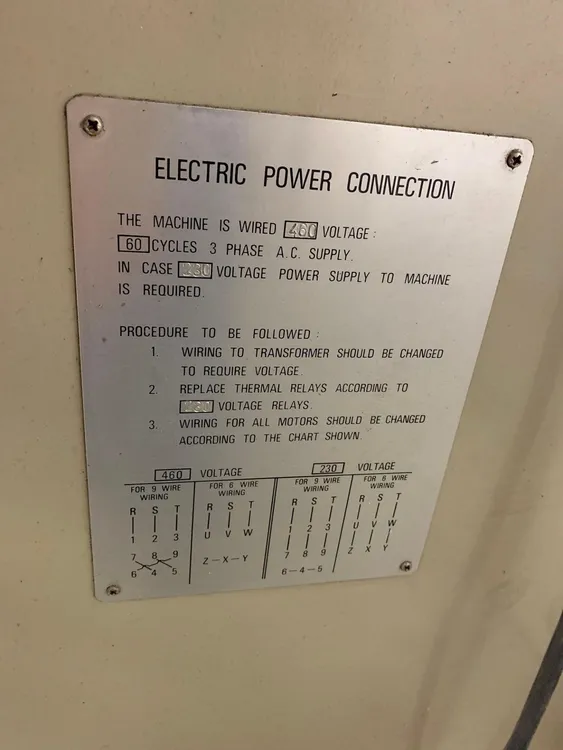 ELECTRIC POWER CONNECTION
THE MACHINE IS WIRED 460 VOLTAGE :
60 CYCLES 3 PHASE A.C. SUPPLY.
IN CASE 230 VOLTAGE POWER SUPPLY TO MACHINE
IS REQUIRED.
PROCEDURE TO BE FOLLOWED :
1. WIRING TO TRANSFORMER SHOULD BE CHANGED
TO REQUIRE VOLTAGE.
2. REPLACE THERMAL RELAYS ACCORDING TO
VOLTAGE RELAYS.
3. WIRING FOR ALL MOTORS SHOULD BE CHANGED
ACCORDING TO THE CHART SHOWN.
460 VOLTAGE 230 VOLTAGE
FOR 9 WIRE FOR 6 WIRE FOR 9 WIRE FOR 6 WIRE
WIRING WIRING WIRING WIRING
R S T R S T R S T R S T
1 2 3 U V W 1 2 3 U V W
7 8 9 Z-X-Y 7 8 9 Z X Y
6 4 5 6-4-5